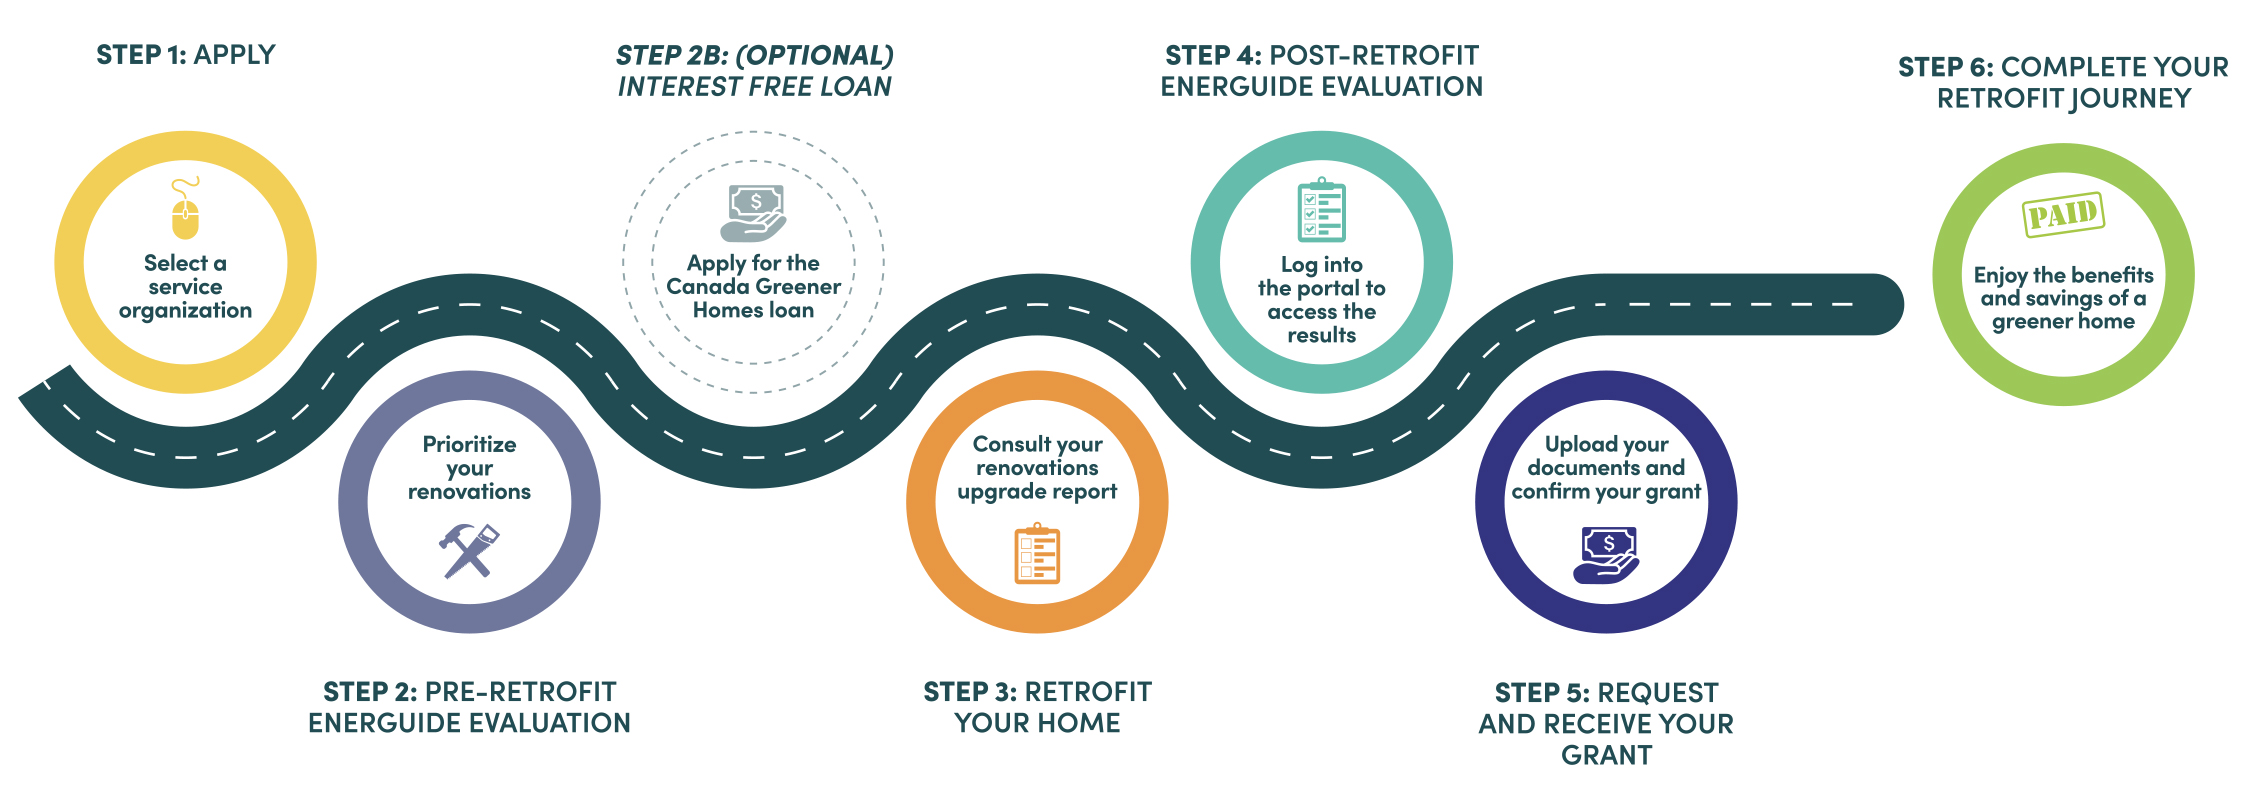 STEP 1: APPLY
Select a
service
organization
Prioritize
your
renovations
STEP 2: PRE-RETROFIT
ENERGUIDE EVALUATION
STEP 2B: (OPTIONAL)
INTEREST FREE LOAN
$
Apply for the
Canada Greener
Homes loan
Consult your
renovations
upgrade report
STEP 3: RETROFIT
YOUR HOME
STEP 4: POST-RETROFIT
ENERGUIDE EVALUATION
Log into
the portal to
access the
results
Upload your
documents and
confirm your grant
$
STEP 5: REQUEST
AND RECEIVE YOUR
GRANT
STEP 6: COMPLETE YOUR
RETROFIT JOURNEY
PAID
Enjoy the benefits
and savings of a
greener home